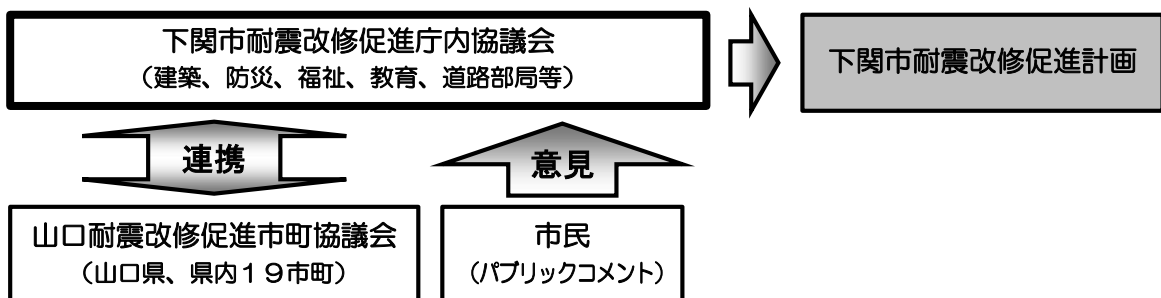 下関市耐震改修促進庁内協議会
（建築、防災、福祉、教育、道路部局等）
下関市耐震改修促進計画
連携
意見
山口耐震改修促進市町協議会
（山口県、県内１９市町）
市民
（パブリックコメント）